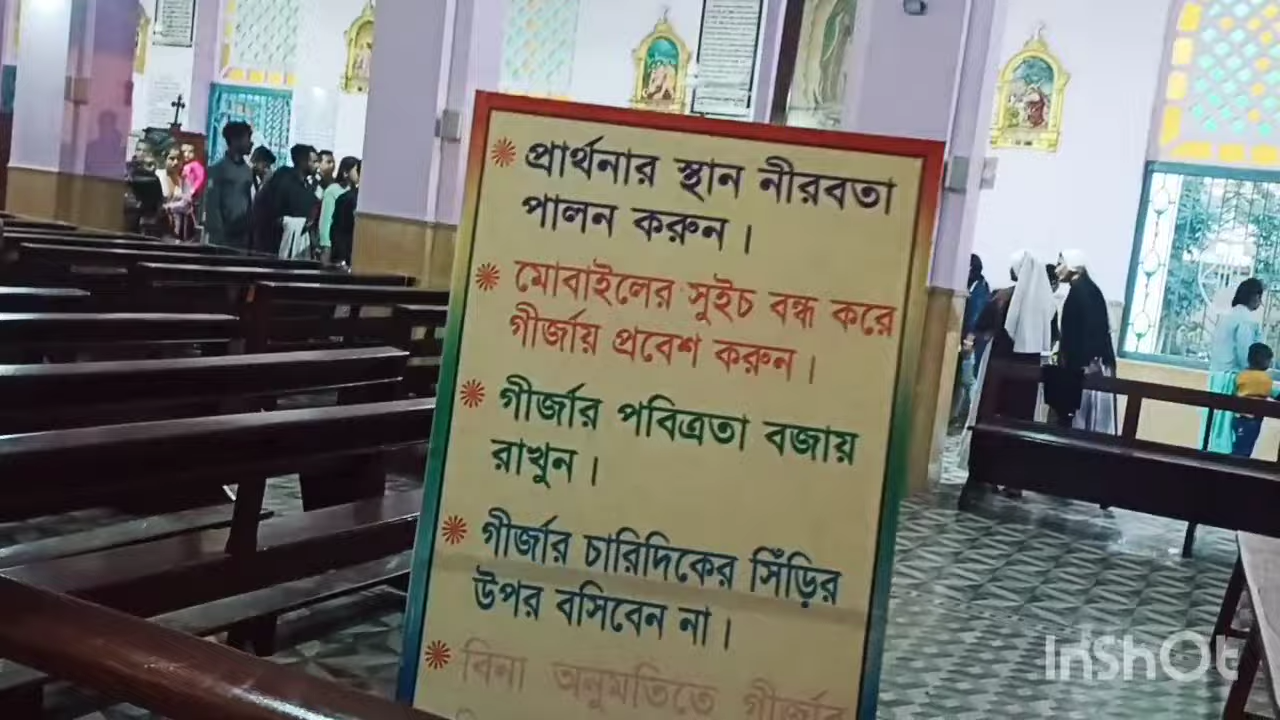 প্রার্থনার স্থান নীরবতা
পালন করুন।
মোবাইলের সুইচ বন্ধ করে
গীর্জায় প্রবেশ করুন।
গীর্জার পবিত্রতা বজায়
রাখুন।
গীর্জার চারিদিকের সিঁড়ির
উপর বসিবেন না।
বিনা অনুমতিতে গীর্জার
InShOt